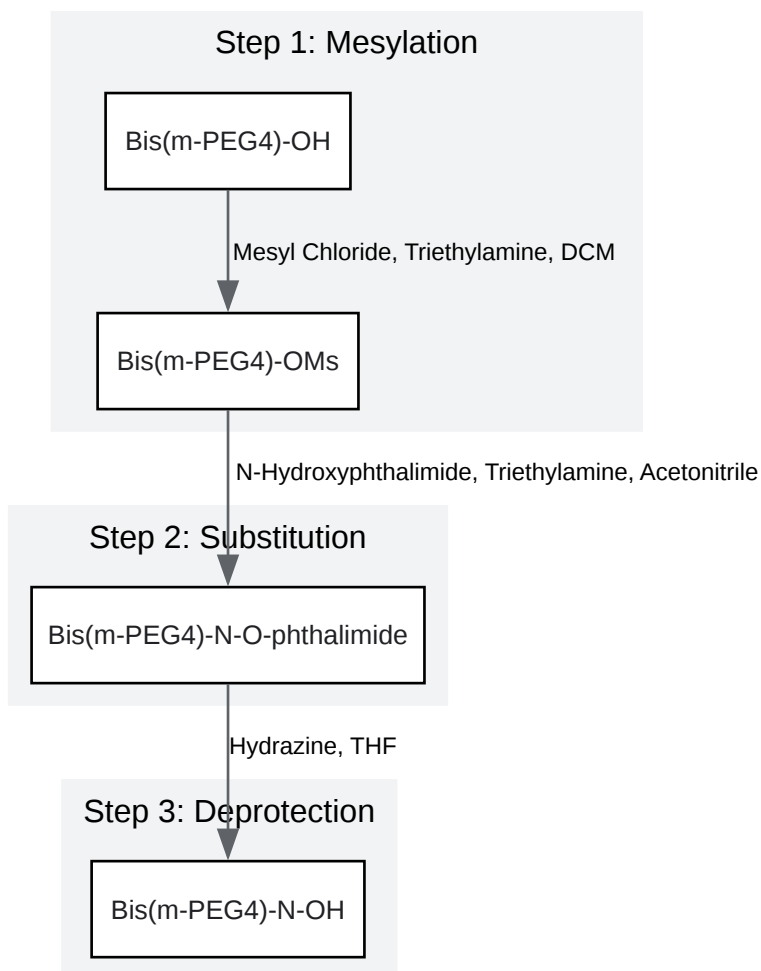 Step 1: Mesylation
Bis(m-PEG4)-OH
Mesyl Chloride, Triethylamine, DCM
Bis(m-PEG4)-OMs
N-Hydroxyphthalimide, Triethylamine, Acetonitrile
Step 2: Substitution
Bis(m-PEG4)-N-O-phthalimide
Hydrazine, THF
Step 3: Deprotection
Bis(m-PEG4)-N-OH